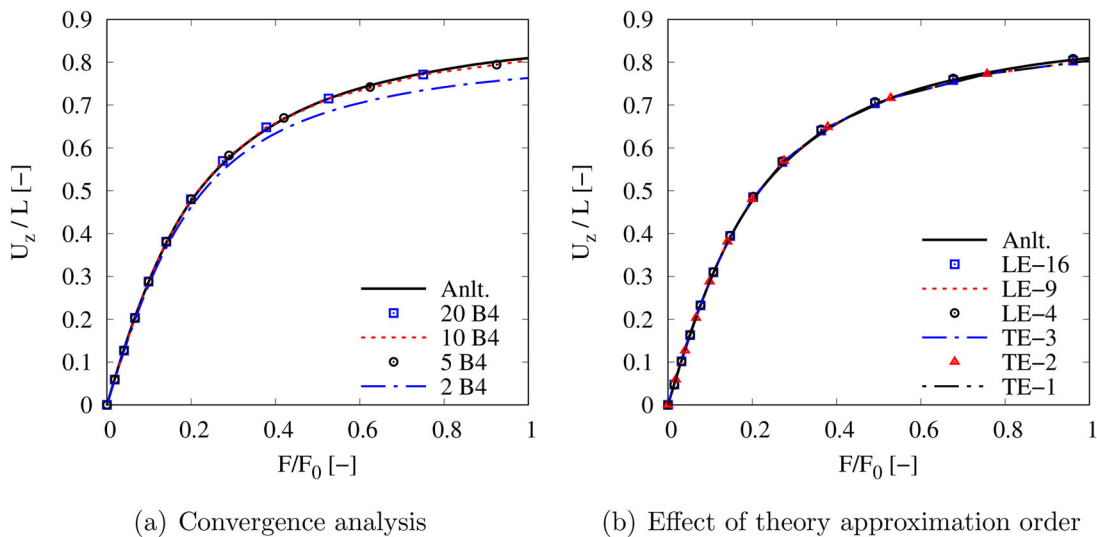 0.9
0.8
0.7
0.6
0.5
0.4
0.3
0.2
0.1
0
U_z / L [−]
Anlt.
20 B4
10 B4
5 B4
2 B4
0 0.2 0.4 0.6 0.8 1
F/F_0 [−]
(a) Convergence analysis
0.9
0.8
0.7
0.6
0.5
0.4
0.3
0.2
0.1
0
U_z / L [−]
Anlt.
LE−16
LE−9
LE−4
TE−3
TE−2
TE−1
0 0.2 0.4 0.6 0.8 1
F/F_0 [−]
(b) Effect of theory approximation order